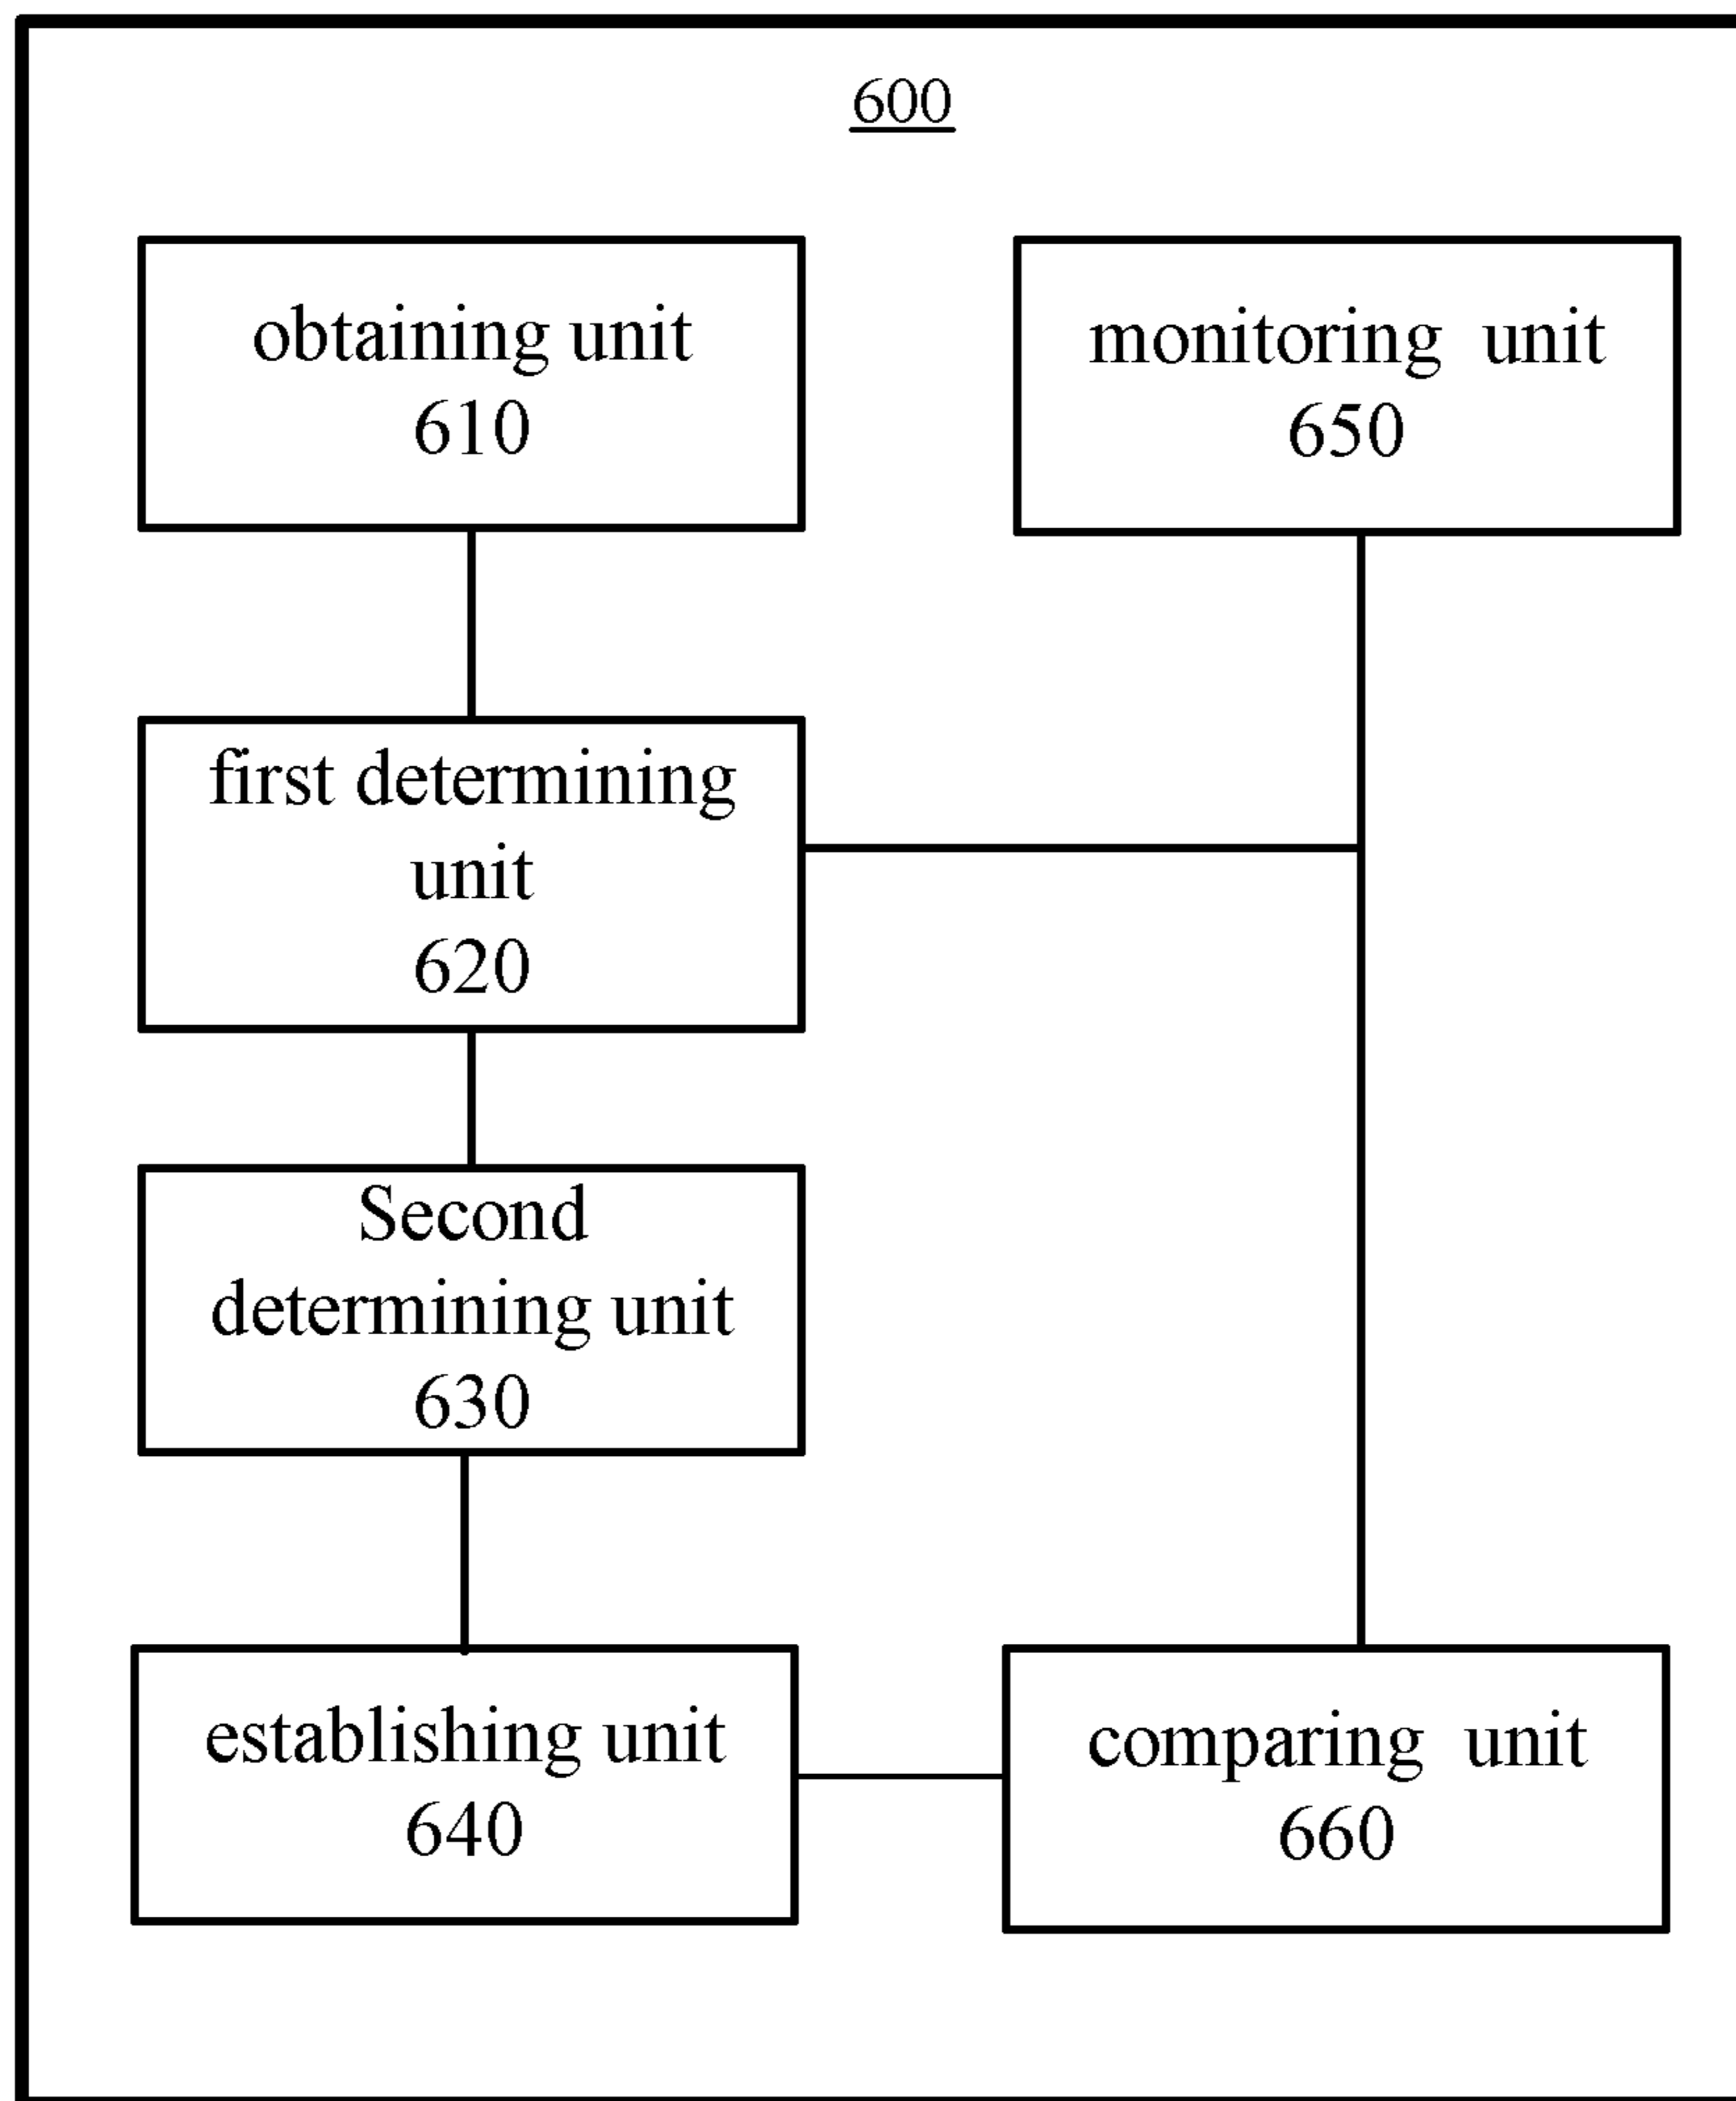 600
obtaining unit
610
monitoring unit
650
first determining
unit
620
Second
determining unit
630
establishing unit
640
comparing unit
660